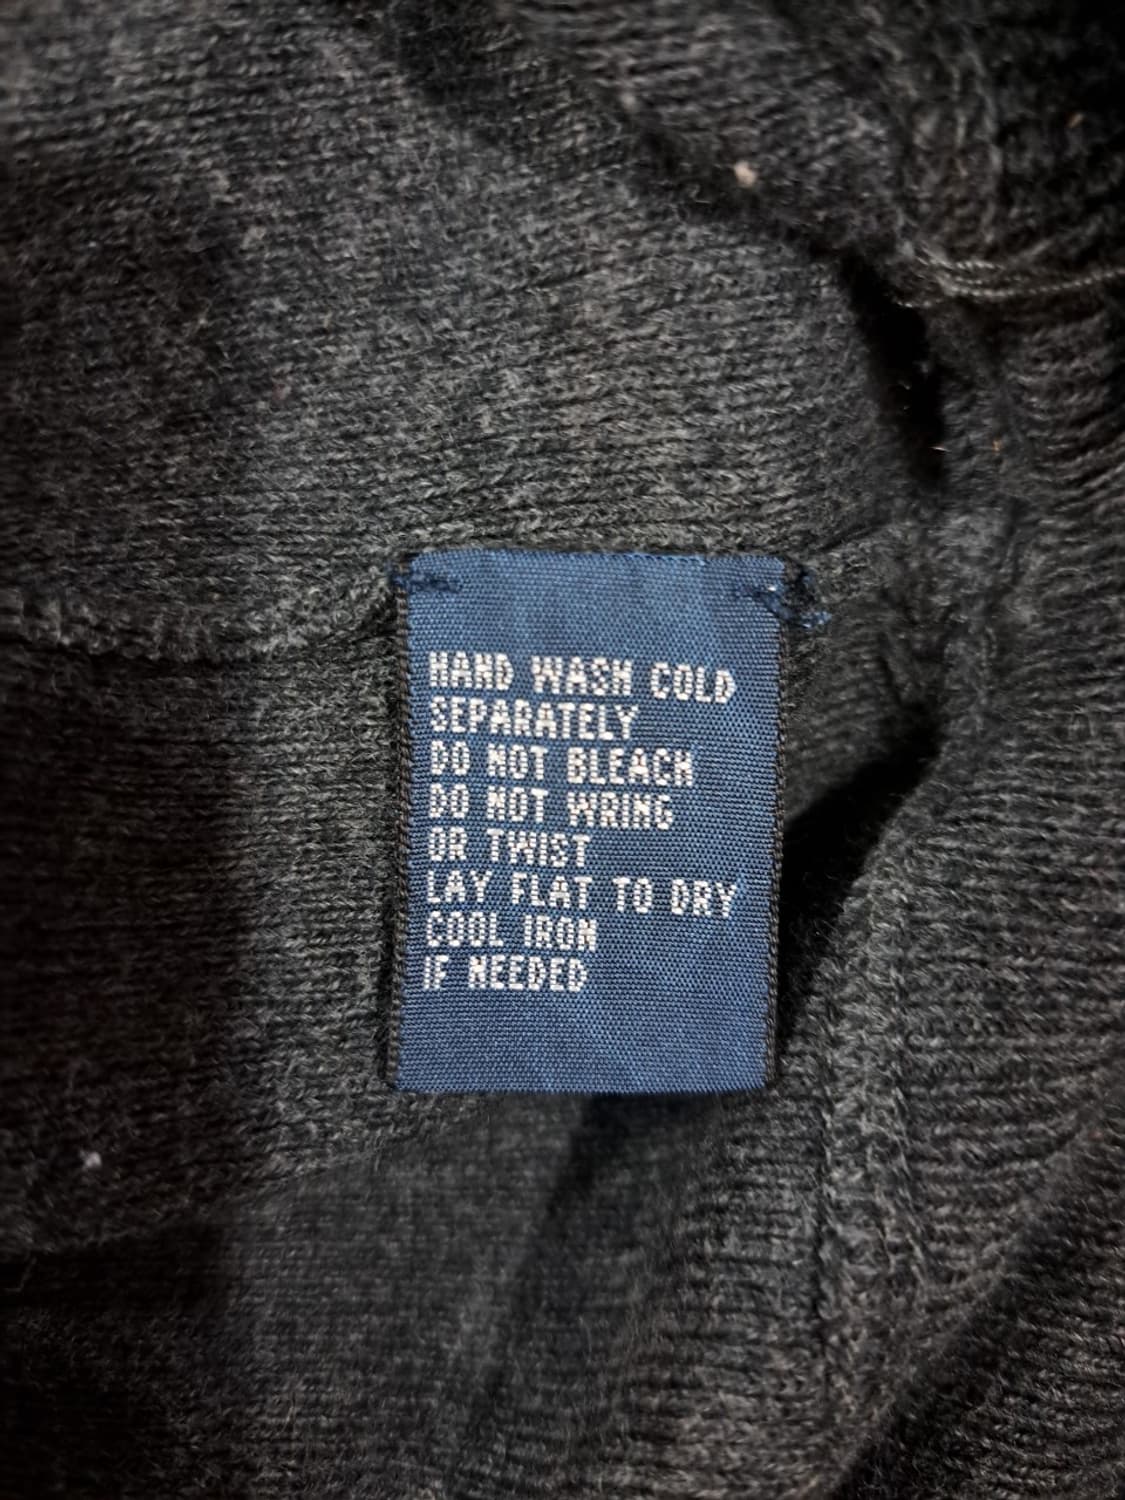 HAND WASH COLD
SEPARATELY
DO NOT BLEACH
DO NOT WRING
OR TWIST
LAY FLAT TO DRY
COOL IRON
IF NEEDED